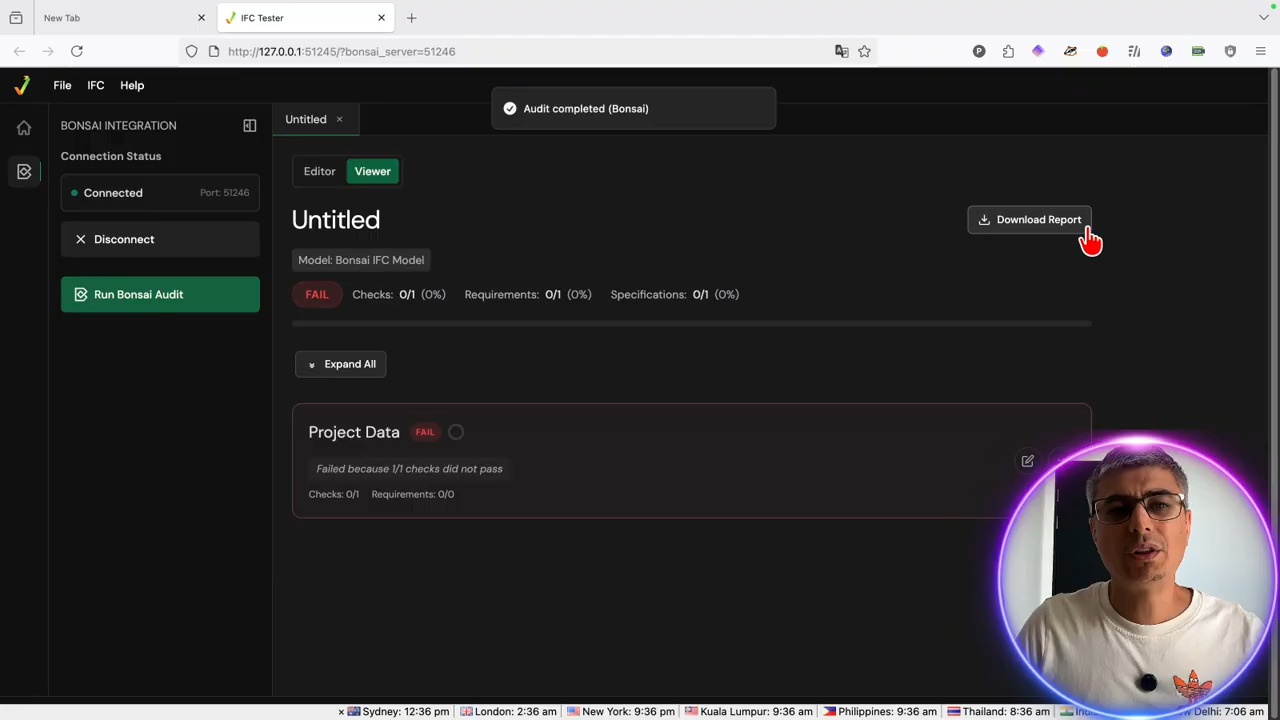 New Tab
IFC Tester
http://127.0.0.1:51245/?bonsai_server=51246
File IFC Help
Audit completed (Bonsai)
BONSAI INTEGRATION
Untitled
Connection Status
Connected Port: 51246
Disconnect
Run Bonsai Audit
Editor Viewer
Untitled
Download Report
Model: Bonsai IFC Model
FAIL Checks: 0/1 (0%) Requirements: 0/1 (0%) Specifications: 0/1 (0%)
Expand All
Project Data FAIL
Failed because 1/1 checks did not pass
Checks: 0/1 Requirements: 0/0
Sydney: 12:36 pm London: 2:36 am New York: 9:36 pm Kuala Lumpur: 9:36 am Philippines: 9:36 am Thailand: 8:36 am Delhi: 7:06 am